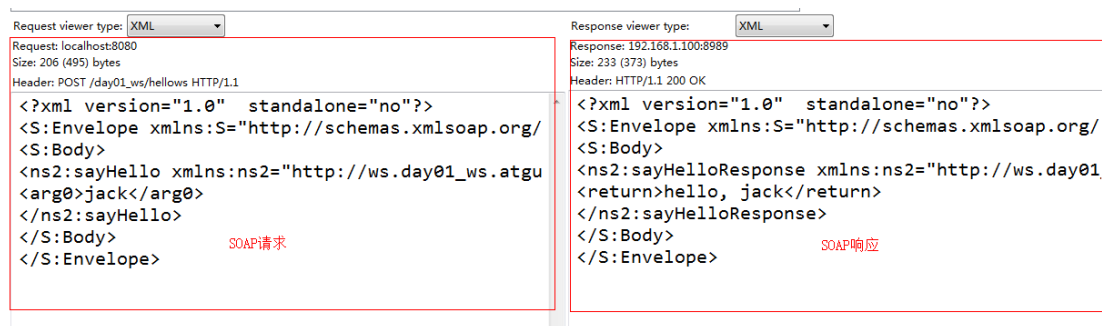 Request viewer type: XML
Request: localhost:8080
Size: 206 (495) bytes
Header: POST /day01_ws/hellows HTTP/1.1
<?xml version="1.0"  standalone="no"?>
<S:Envelope xmlns:S="http://schemas.xmlsoap.org/
<S:Body>
<ns2:sayHello xmlns:ns2="http://ws.day01_ws.atgu
<arg0>jack</arg0>
</ns2:sayHello>
</S:Body>
</S:Envelope>
SOAP请求
Response viewer type: XML
Response: 192.168.1.100:8989
Size: 233 (373) bytes
Header: HTTP/1.1 200 OK
<?xml version="1.0"  standalone="no"?>
<S:Envelope xmlns:S="http://schemas.xmlsoap.org/
<S:Body>
<ns2:sayHelloResponse xmlns:ns2="http://ws.day01_
<return>hello, jack</return>
</ns2:sayHelloResponse>
</S:Body>
</S:Envelope>
SOAP响应